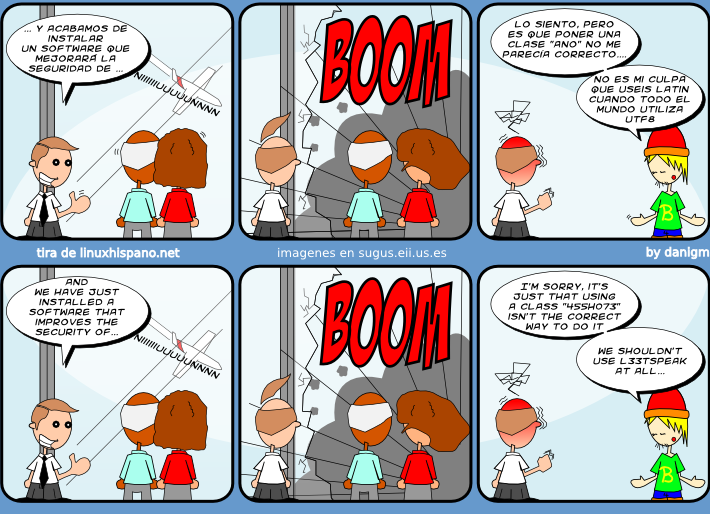 ... Y ACABAMOS DE
INSTALAR
UN SOFTWARE QUE
MEJORARÁ LA
SEGURIDAD DE ...
NIIIIIIUUUUUNNNN
BOOM
LO SIENTO, PERO
ES QUE PONER UNA
CLASE "ANO" NO ME
PARECÍA CORRECTO....
NO ES MI CULPA
QUE USEIS LATIN
CUANDO TODO EL
MUNDO UTILIZA
UTF8
B
tira de linuxhispano.net
imagenes en sugus.eii.us.es
by danigm
AND
WE HAVE JUST
INSTALLED A
SOFTWARE THAT
IMPROVES THE
SECURITY OF...
NIIIIIIUUUUUNNNN
BOOM
I'M SORRY, IT'S
JUST THAT USING
A CLASS "455H073"
ISN'T THE CORRECT
WAY TO DO IT
WE SHOULDN'T
USE L33TSPEAK
AT ALL...
B